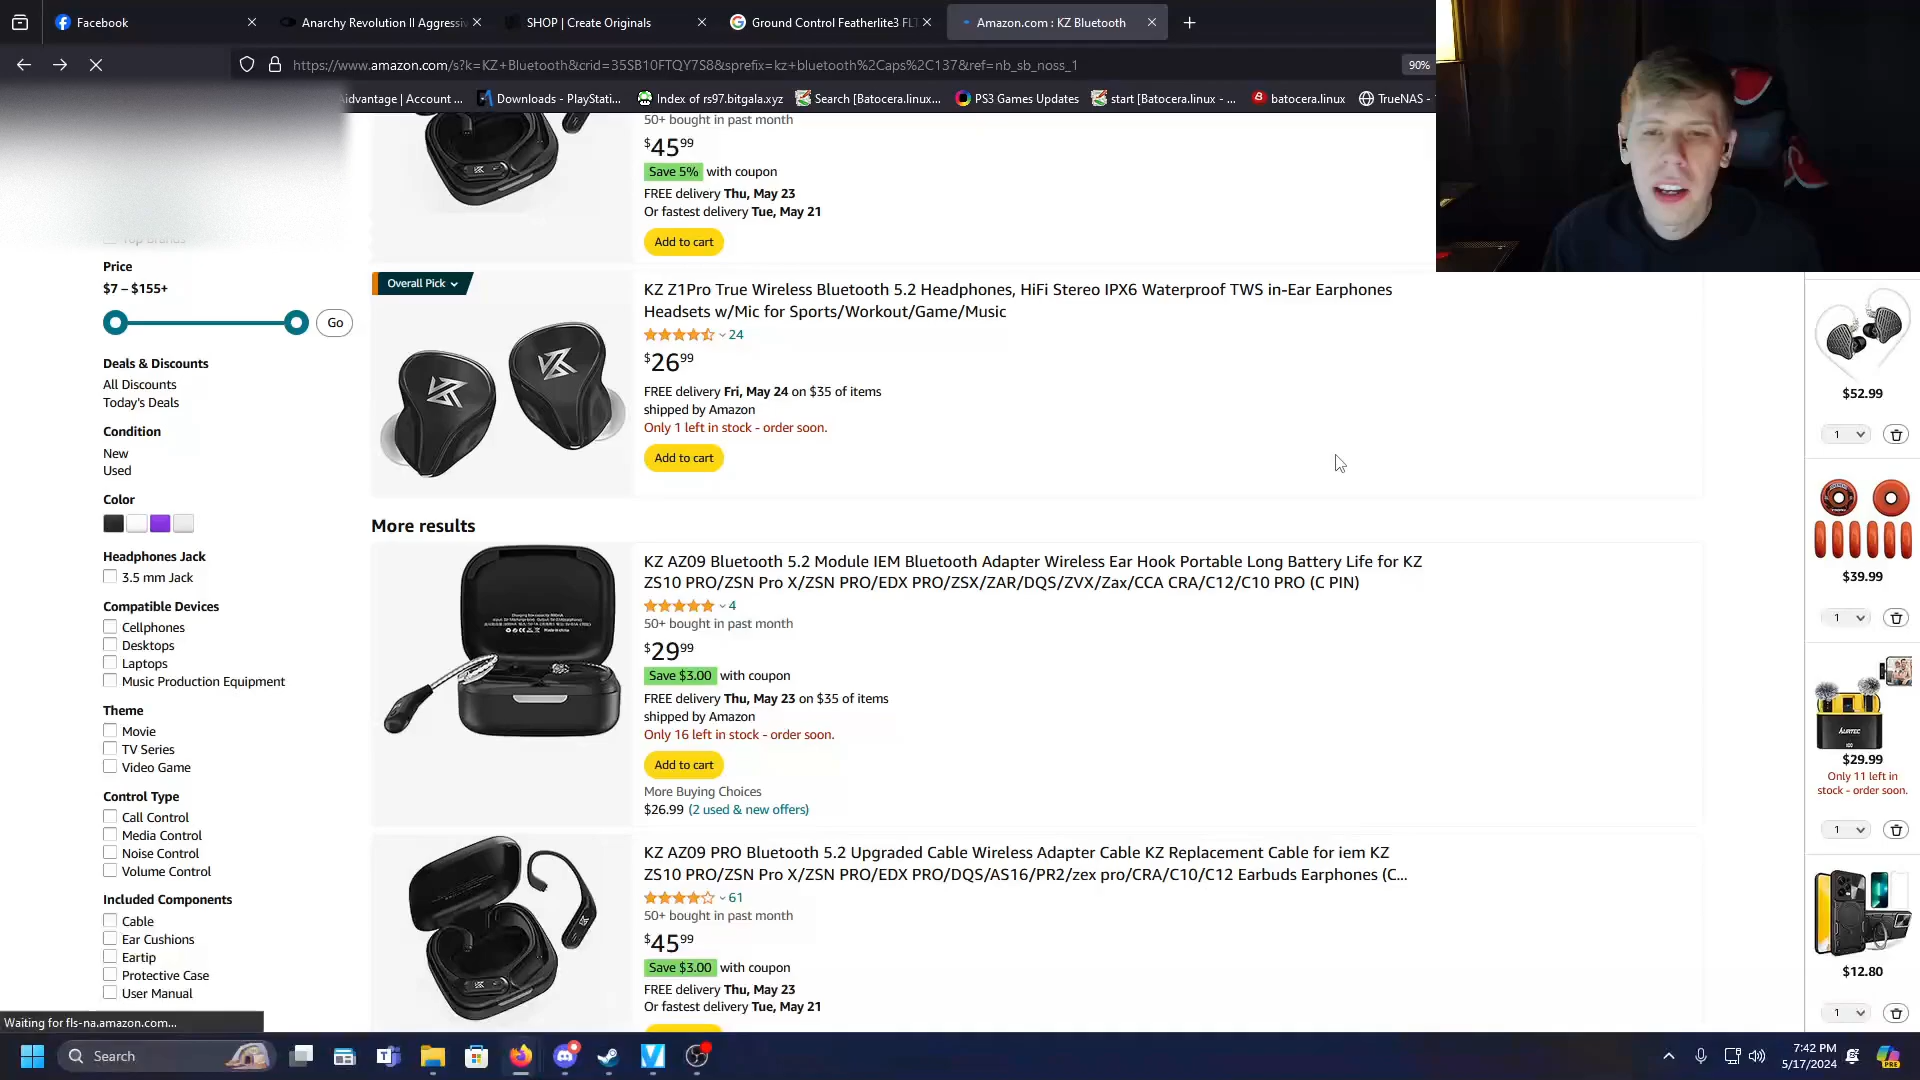 Facebook
Anarchy Revolution II Aggressiv
SHOP | Create Originals
Ground Control Featherlite3 FLT
Amazon.com : KZ Bluetooth
https://www.amazon.com/s?k=KZ+Bluetooth&crid=35SB10FTQY7S8&sprefix=kz+bluetooth%2Caps%2C137&ref=nb_sb_noss_1
90%
Aidvantage | Account ...
Downloads - PlayStati...
Index of rs97.bitgala.xyz
Search [Batocera.linux...
PS3 Games Updates
start [Batocera.linux - ...
batocera.linux
TrueNAS -
Top Brands
Price
$7 – $155+
Go
Deals & Discounts
All Discounts
Today's Deals
Condition
New
Used
Color
Headphones Jack
3.5 mm Jack
Compatible Devices
Cellphones
Desktops
Laptops
Music Production Equipment
Theme
Movie
TV Series
Video Game
Control Type
Call Control
Media Control
Noise Control
Volume Control
Included Components
Cable
Ear Cushions
Eartip
Protective Case
User Manual
50+ bought in past month
$45 99
Save 5% with coupon
FREE delivery Thu, May 23
Or fastest delivery Tue, May 21
Add to cart
Overall Pick
KZ Z1Pro True Wireless Bluetooth 5.2 Headphones, HiFi Stereo IPX6 Waterproof TWS in-Ear Earphones
Headsets w/Mic for Sports/Workout/Game/Music
24
$26 99
FREE delivery Fri, May 24 on $35 of items
shipped by Amazon
Only 1 left in stock - order soon.
Add to cart
More results
KZ AZ09 Bluetooth 5.2 Module IEM Bluetooth Adapter Wireless Ear Hook Portable Long Battery Life for KZ
ZS10 PRO/ZSN Pro X/ZSN PRO/EDX PRO/ZSX/ZAR/DQS/ZVX/Zax/CCA CRA/C12/C10 PRO (C PIN)
4
50+ bought in past month
$29 99
Save $3.00 with coupon
FREE delivery Thu, May 23 on $35 of items
shipped by Amazon
Only 16 left in stock - order soon.
Add to cart
More Buying Choices
$26.99 (2 used & new offers)
KZ AZ09 PRO Bluetooth 5.2 Upgraded Cable Wireless Adapter Cable KZ Replacement Cable for iem KZ
ZS10 PRO/ZSN Pro X/ZSN PRO/EDX PRO/DQS/AS16/PR2/zex pro/CRA/C10/C12 Earbuds Earphones (C...
61
50+ bought in past month
$45 99
Save $3.00 with coupon
FREE delivery Thu, May 23
Or fastest delivery Tue, May 21
$52.99
1
$39.99
1
$29.99
Only 11 left in
stock - order soon.
1
$12.80
1
Waiting for fls-na.amazon.com...
Search
7:42 PM
5/17/2024
PRE